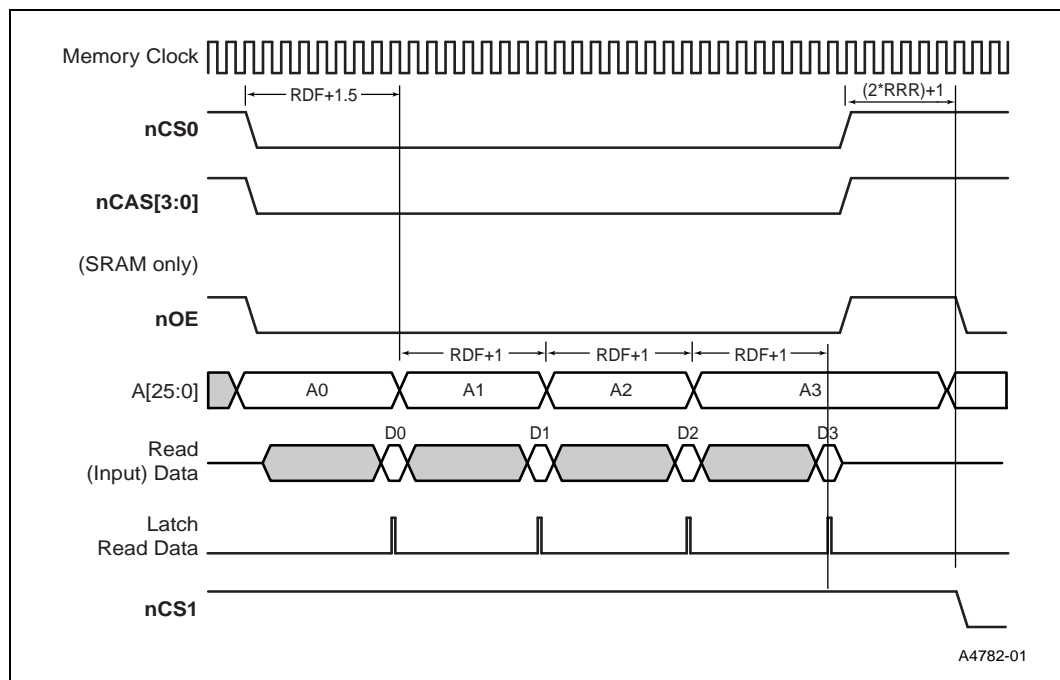 Memory Clock
RDF+1.5
(2*RRR)+1
nCS0
nCAS[3:0]
(SRAM only)
nOE
RDF+1 RDF+1 RDF+1
A[25:0] A0 A1 A2 A3
D0 D1 D2 D3
Read
(Input) Data
Latch
Read Data
nCS1
A4782-01